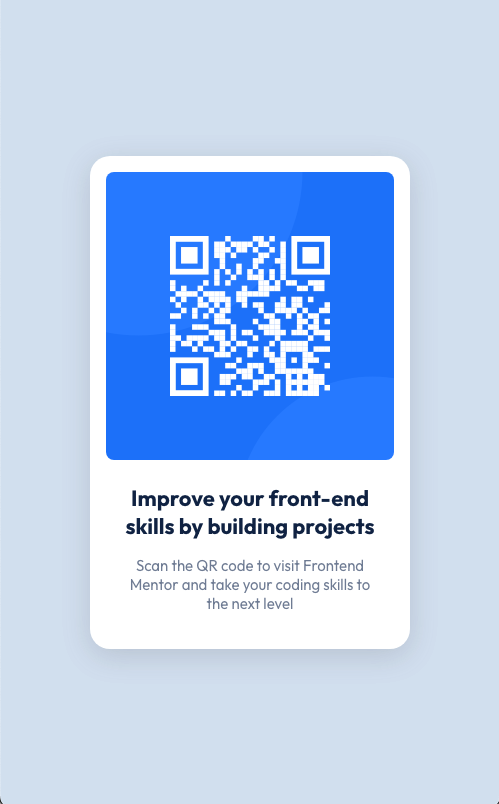 Improve your front-end
skills by building projects
Scan the QR code to visit Frontend
Mentor and take your coding skills to
the next level